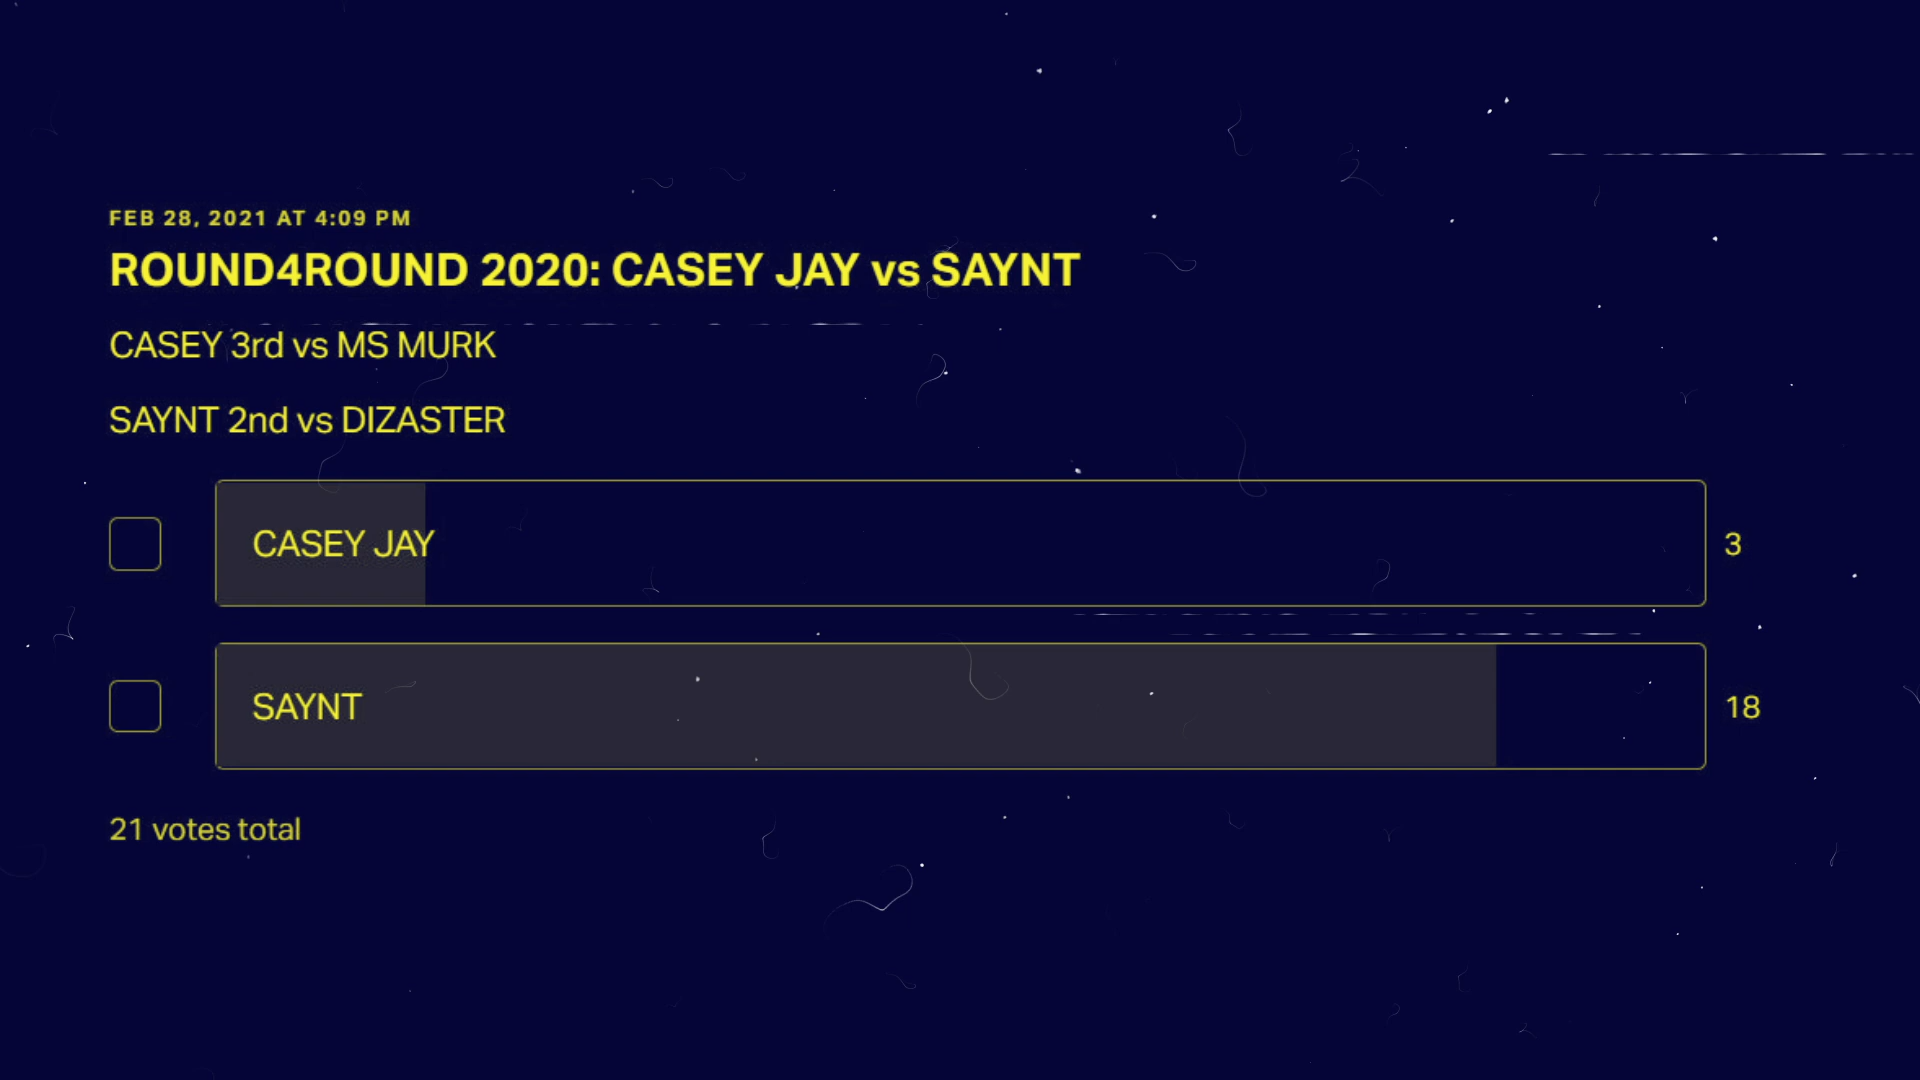 FEB 28, 2021 AT 4:09 PM
ROUND4ROUND 2020: CASEY JAY vs SAYNT
CASEY 3rd vs MS MURK
SAYNT 2nd vs DIZASTER
CASEY JAY 3
SAYNT 18
21 votes total